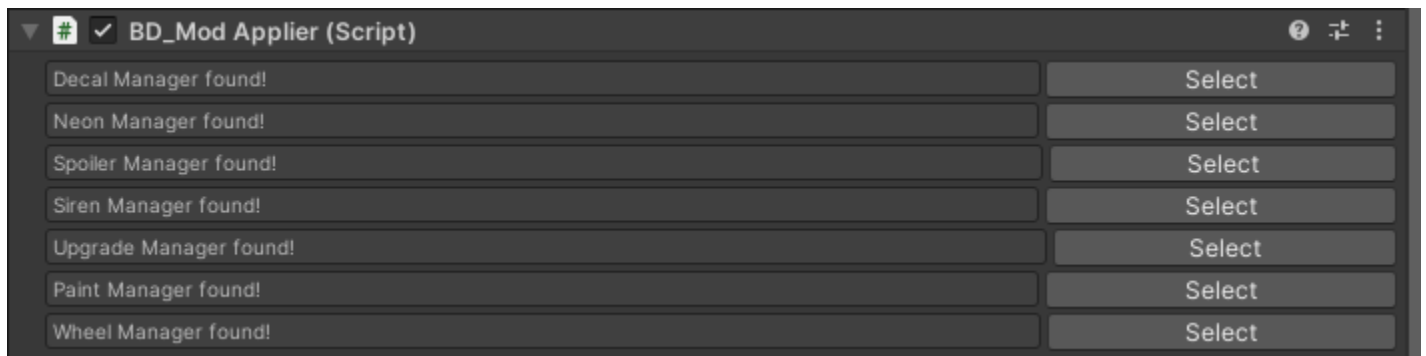 BD_Mod Applier (Script)
Decal Manager found! Select
Neon Manager found! Select
Spoiler Manager found! Select
Siren Manager found! Select
Upgrade Manager found! Select
Paint Manager found! Select
Wheel Manager found! Select